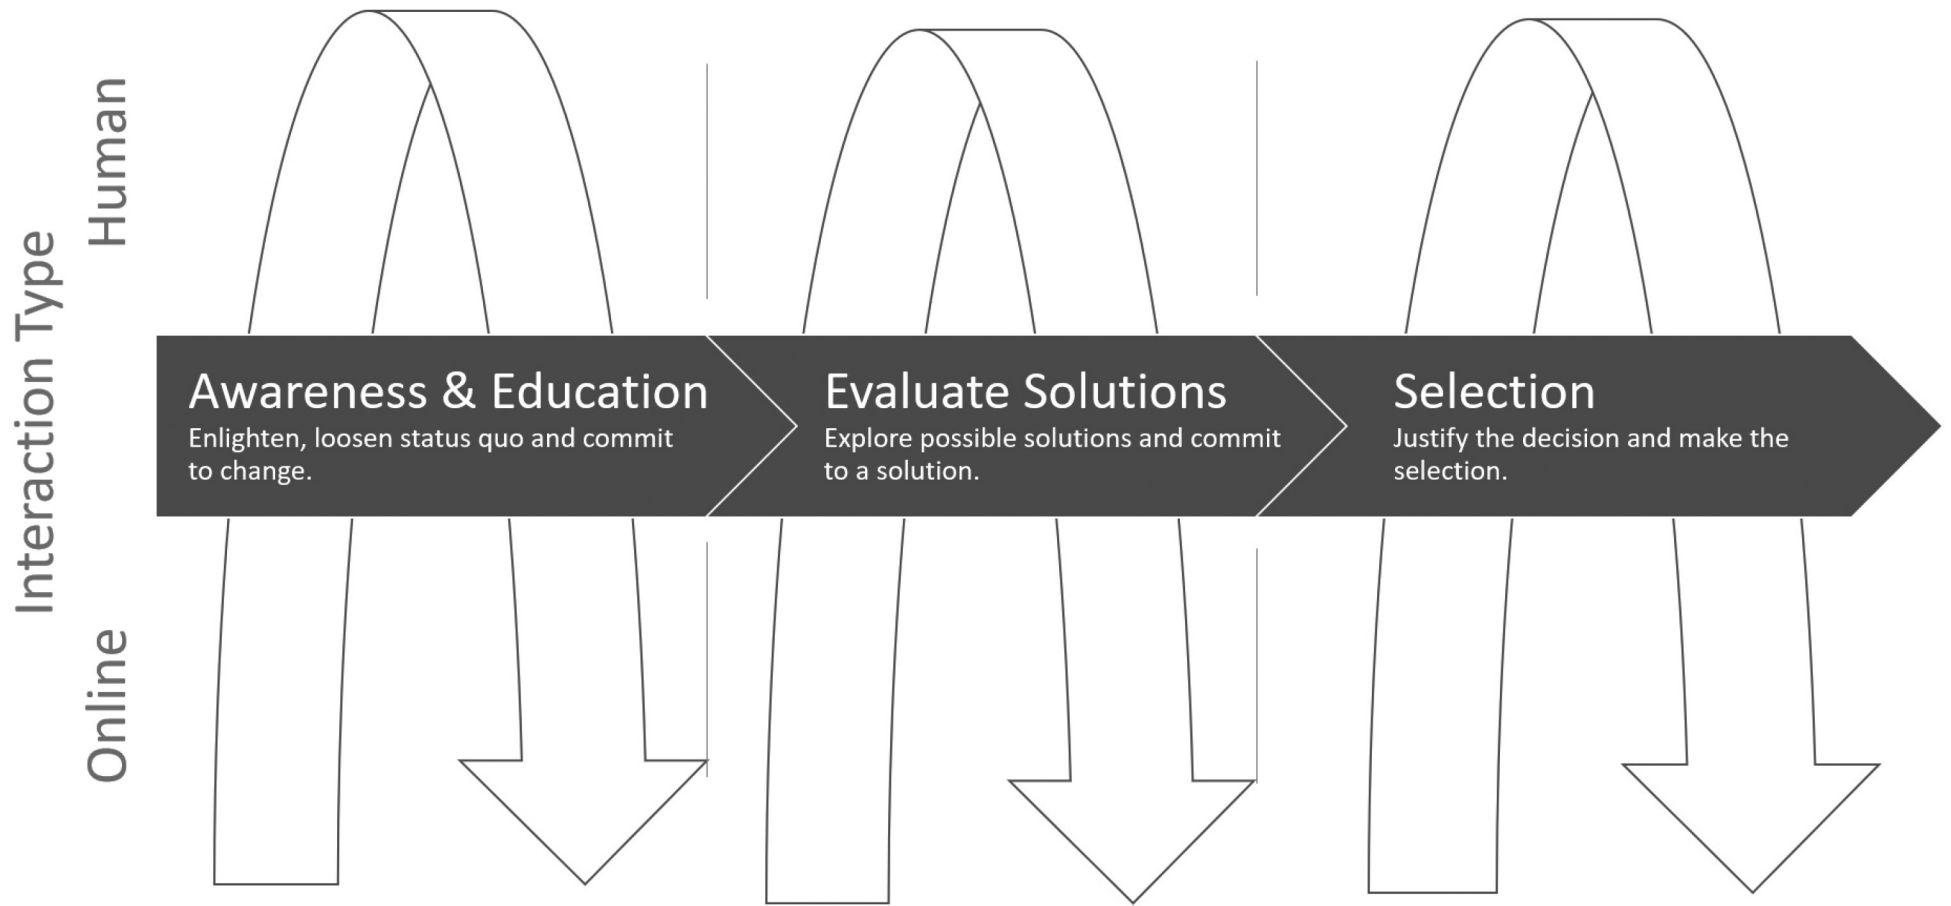 Interaction Type
Human
Online
Awareness & Education
Enlighten, loosen status quo and commit
to change.
Evaluate Solutions
Explore possible solutions and commit
to a solution.
Selection
Justify the decision and make the
selection.